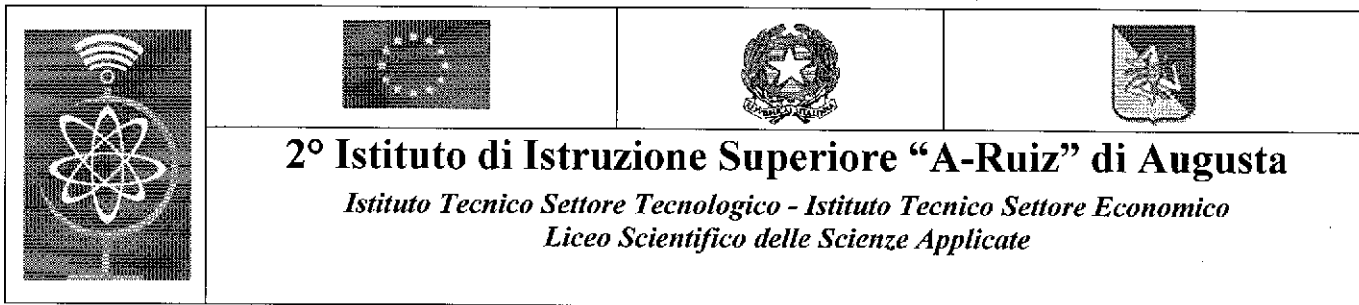 2° Istituto di Istruzione Superiore “A-Ruiz” di Augusta
Istituto Tecnico Settore Tecnologico - Istituto Tecnico Settore Economico
Liceo Scientifico delle Scienze Applicate